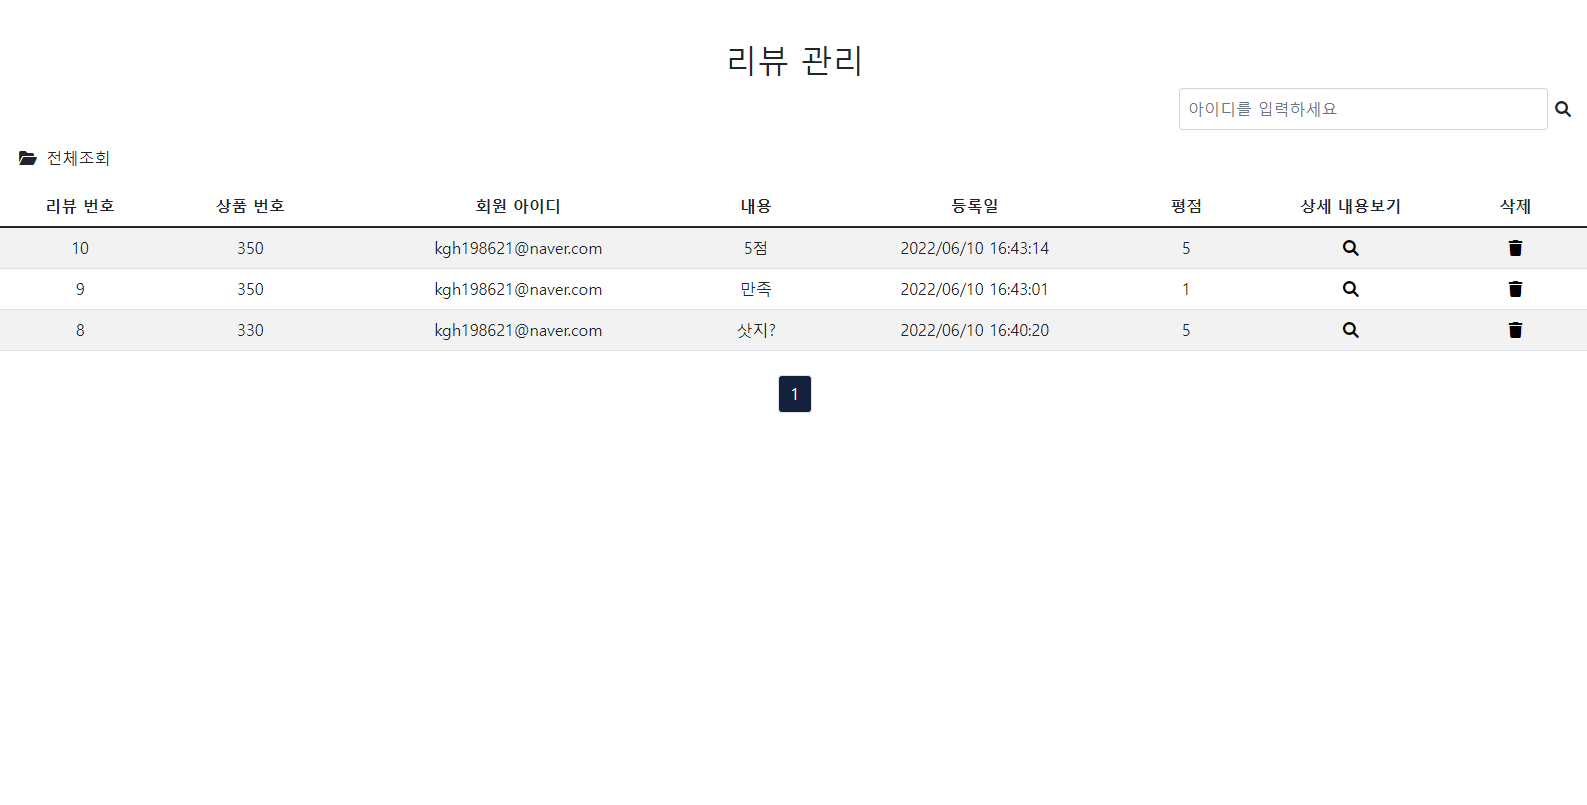 리뷰 관리
아이디를 입력하세요
전체조회
리뷰 번호 상품 번호 회원 아이디 내용 등록일 평점 상세 내용보기 삭제
10 350 kgh198621@naver.com 5점 2022/06/10 16:43:14 5
9 350 kgh198621@naver.com 만족 2022/06/10 16:43:01 1
8 330 kgh198621@naver.com 삿지? 2022/06/10 16:40:20 5
1